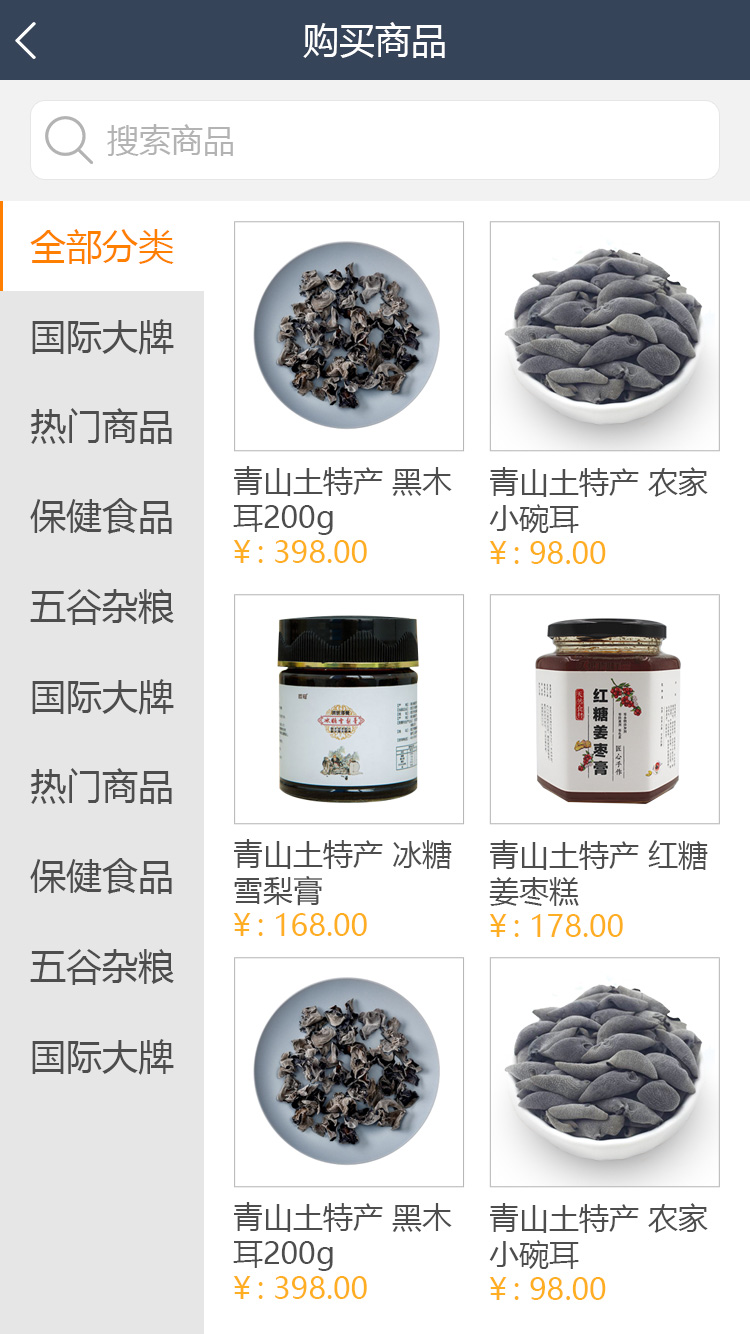 购买商品
搜索商品
全部分类
国际大牌
热门商品
保健食品
五谷杂粮
国际大牌
热门商品
保健食品
五谷杂粮
国际大牌
青山土特产 黑木
耳200g
¥: 398.00
青山土特产 农家
小碗耳
¥: 98.00
红糖姜枣膏
匠心手作
青山土特产 冰糖
雪梨膏
¥: 168.00
青山土特产 红糖
姜枣糕
¥: 178.00
青山土特产 黑木
耳200g
¥: 398.00
青山土特产 农家
小碗耳
¥: 98.00